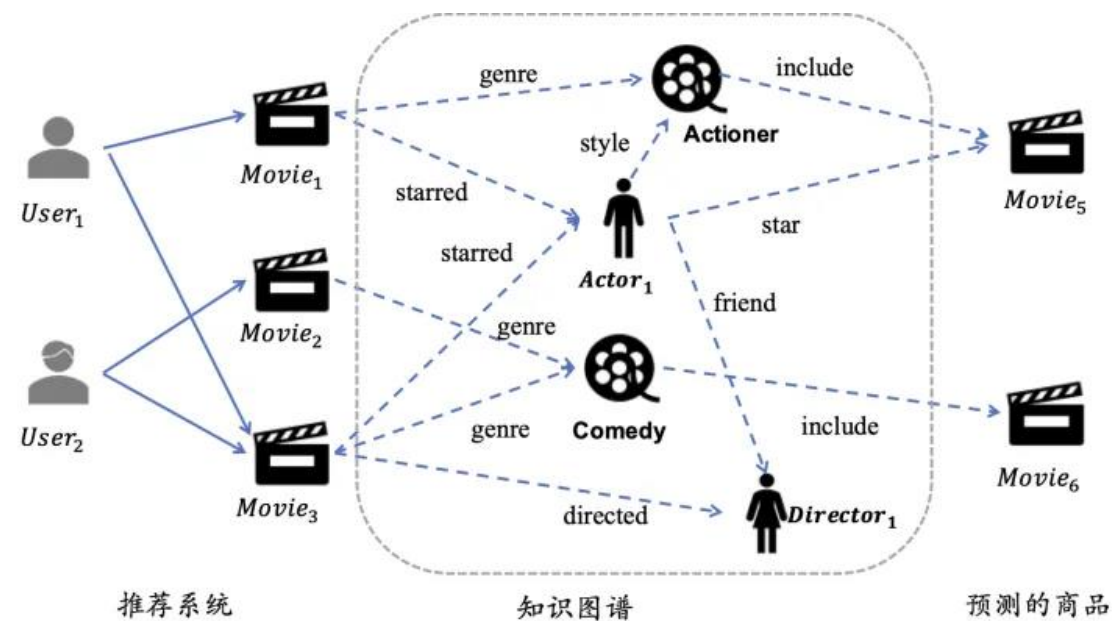 genre
include
Actioner
style
User₁
Movie₁
starred
Movie₅
star
starred
Actor₁
friend
genre
Movie₂
User₂
genre
Comedy
include
Movie₆
Movie₃
directed
Director₁
推荐系统
知识图谱
预测的商品